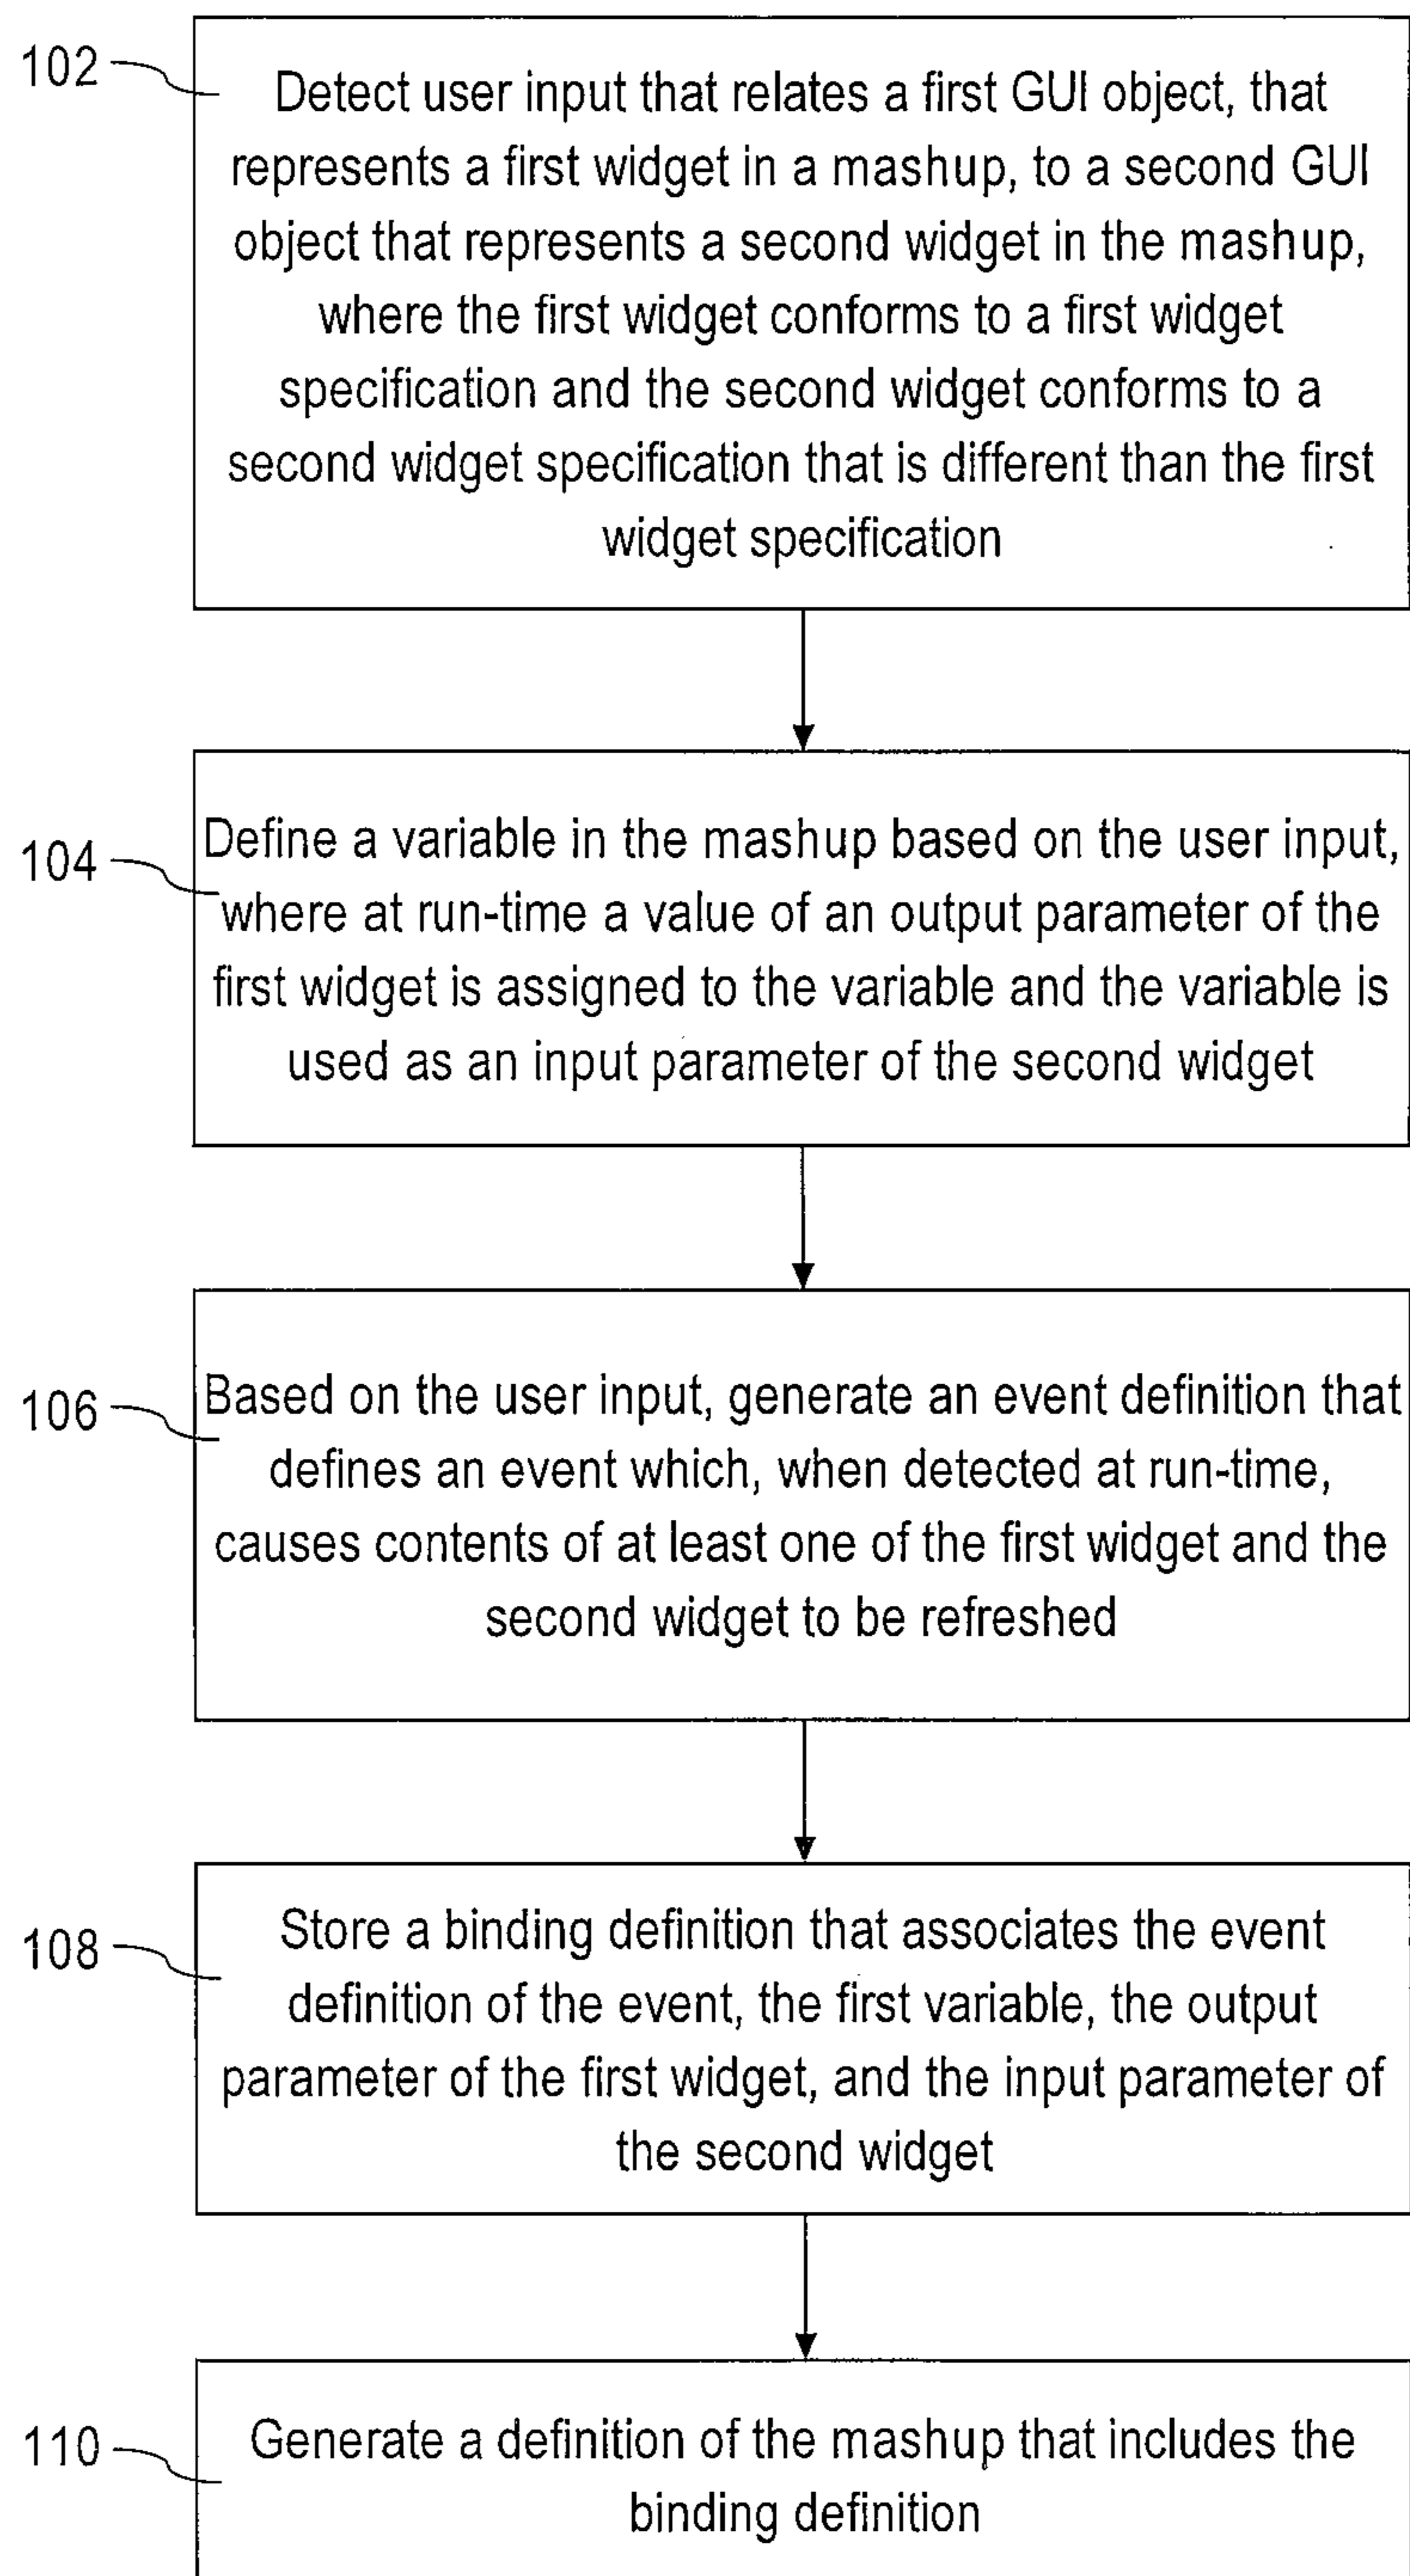 102
Detect user input that relates a first GUI object, that
represents a first widget in a mashup, to a second GUI
object that represents a second widget in the mashup,
where the first widget conforms to a first widget
specification and the second widget conforms to a
second widget specification that is different than the first
widget specification
104
Define a variable in the mashup based on the user input,
where at run-time a value of an output parameter of the
first widget is assigned to the variable and the variable is
used as an input parameter of the second widget
106
Based on the user input, generate an event definition that
defines an event which, when detected at run-time,
causes contents of at least one of the first widget and the
second widget to be refreshed
108
Store a binding definition that associates the event
definition of the event, the first variable, the output
parameter of the first widget, and the input parameter of
the second widget
110
Generate a definition of the mashup that includes the
binding definition